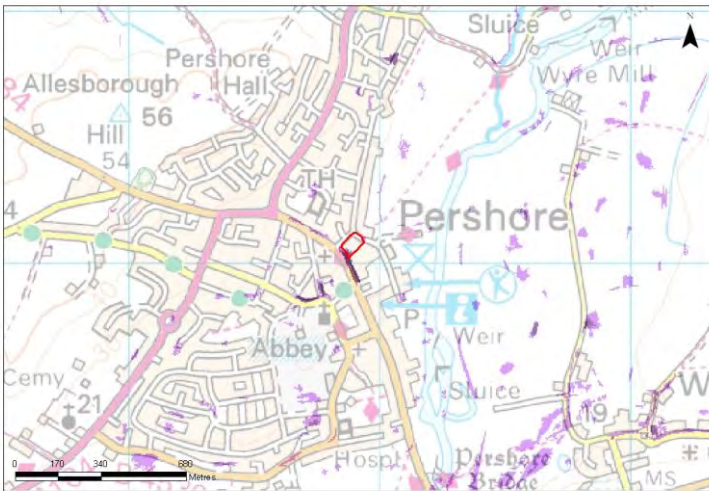 Sluice
N
Pershore
Hall
Weir
Wyre Mill
Allesborough
56
Hill
54
TH
4
Pershore
P
Weir
Abbey
Cemy
Sluice
21
W
19
Hospl
Pershore
Bridge
MS
0 170 340 680
Metres